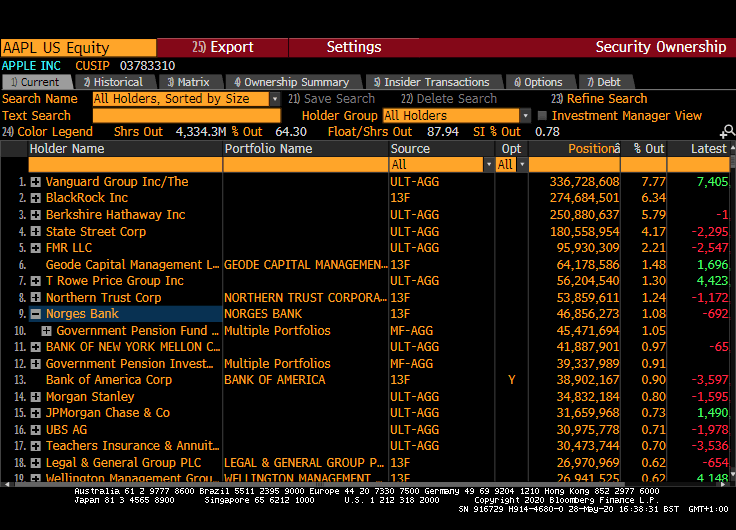 AAPL US Equity 25) Export Settings Security Ownership
APPLE INC CUSIP 03783310
1) Current 2) Historical 3) Matrix 4) Ownership Summary 5) Insider Transactions 6) Options 7) Debt
Search Name All Holders, Sorted by Size 21) Save Search 22) Delete Search 23) Refine Search
Text Search Holder Group All Holders Investment Manager View
24) Color Legend Shrs Out 4,334.3M % Out 64.30 Float/Shrs Out 87.94 SI % Out 0.78
Holder Name Portfolio Name Source Opt Positionâ % Out Latest
All All
1. Vanguard Group Inc/The ULT-AGG 336,728,608 7.77 7,405
2. BlackRock Inc 13F 274,684,501 6.34
3. Berkshire Hathaway Inc ULT-AGG 250,880,637 5.79 -1
4. State Street Corp ULT-AGG 180,558,954 4.17 -2,295
5. FMR LLC ULT-AGG 95,930,309 2.21 -2,547
6. Geode Capital Management L... GEODE CAPITAL MANAGEMEN... 13F 64,178,586 1.48 1,696
7. T Rowe Price Group Inc ULT-AGG 56,204,540 1.30 4,423
8. Northern Trust Corp NORTHERN TRUST CORPORA... 13F 53,859,611 1.24 -1,172
9. Norges Bank NORGES BANK 13F 46,856,273 1.08 -692
10. Government Pension Fund ... Multiple Portfolios MF-AGG 45,471,694 1.05
11. BANK OF NEW YORK MELLON C... ULT-AGG 41,887,901 0.97 -65
12. Government Pension Invest... Multiple Portfolios MF-AGG 39,337,989 0.91
13. Bank of America Corp BANK OF AMERICA 13F Y 38,902,167 0.90 -3,597
14. Morgan Stanley ULT-AGG 34,832,184 0.80 -1,595
15. JPMorgan Chase & Co ULT-AGG 31,659,968 0.73 1,490
16. UBS AG ULT-AGG 30,975,778 0.71 -1,978
17. Teachers Insurance & Annuit... ULT-AGG 30,473,744 0.70 -3,536
18. Legal & General Group PLC LEGAL & GENERAL GROUP P... 13F 26,970,969 0.62 -654
19. Wellington Management Grou... WELLINGTON MANAGEMENT 13F 26,941,525 0.62 4,148
Australia 61 2 9777 8600 Brazil 5511 2395 9000 Europe 44 20 7330 7500 Germany 49 69 9204 1210 Hong Kong 852 2977 6000
Japan 81 3 4565 8900 Singapore 65 6212 1000 U.S. 1 212 318 2000 Copyright 2020 Bloomberg Finance L.P.
SN 916729 H914-4680-0 28-May-20 16:38:31 BST GMT+1:00